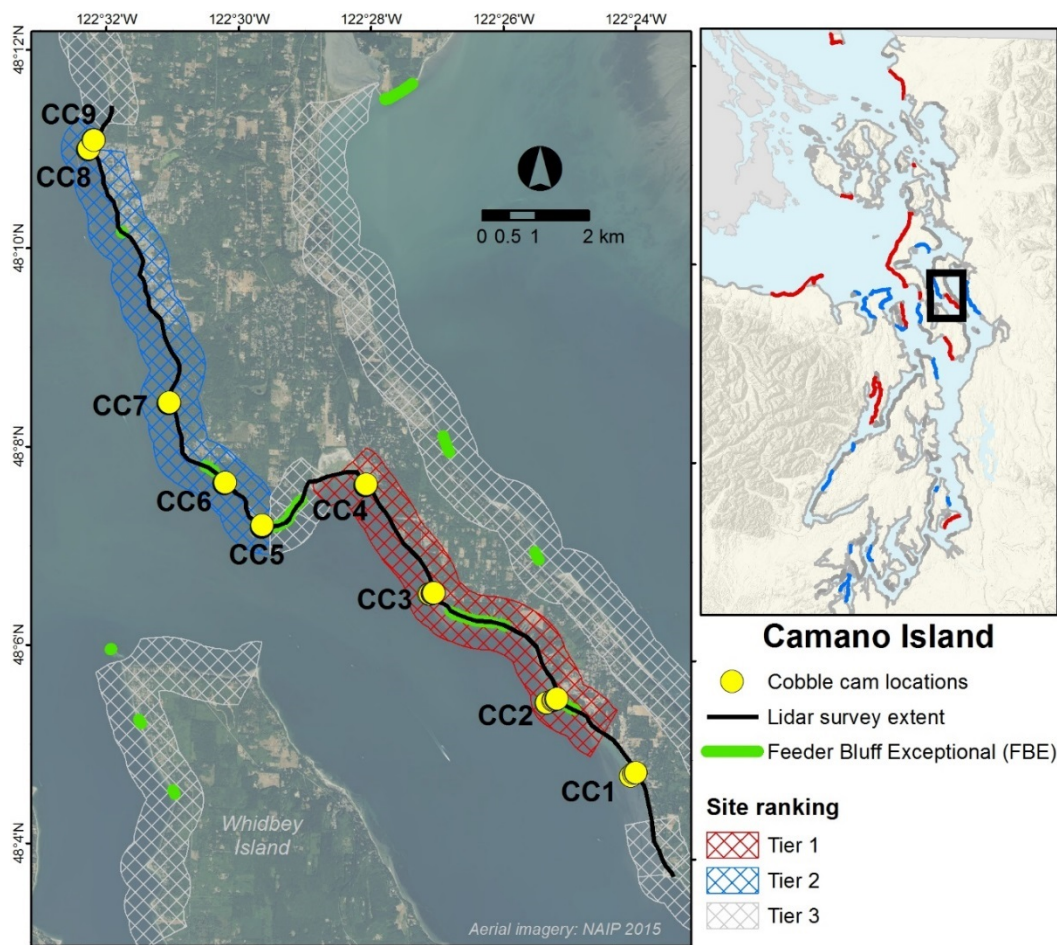 122°32'W 122°30'W 122°28'W 122°26'W 122°24'W
48°12'N
48°10'N
48°8'N
48°6'N
48°4'N
CC9
CC8
CC7
CC6
CC5
CC4
CC3
CC2
CC1
0 0.5 1 2 km
Whidbey
Island
Aerial imagery: NAIP 2015
Camano Island
Cobble cam locations
Lidar survey extent
Feeder Bluff Exceptional (FBE)
Site ranking
Tier 1
Tier 2
Tier 3